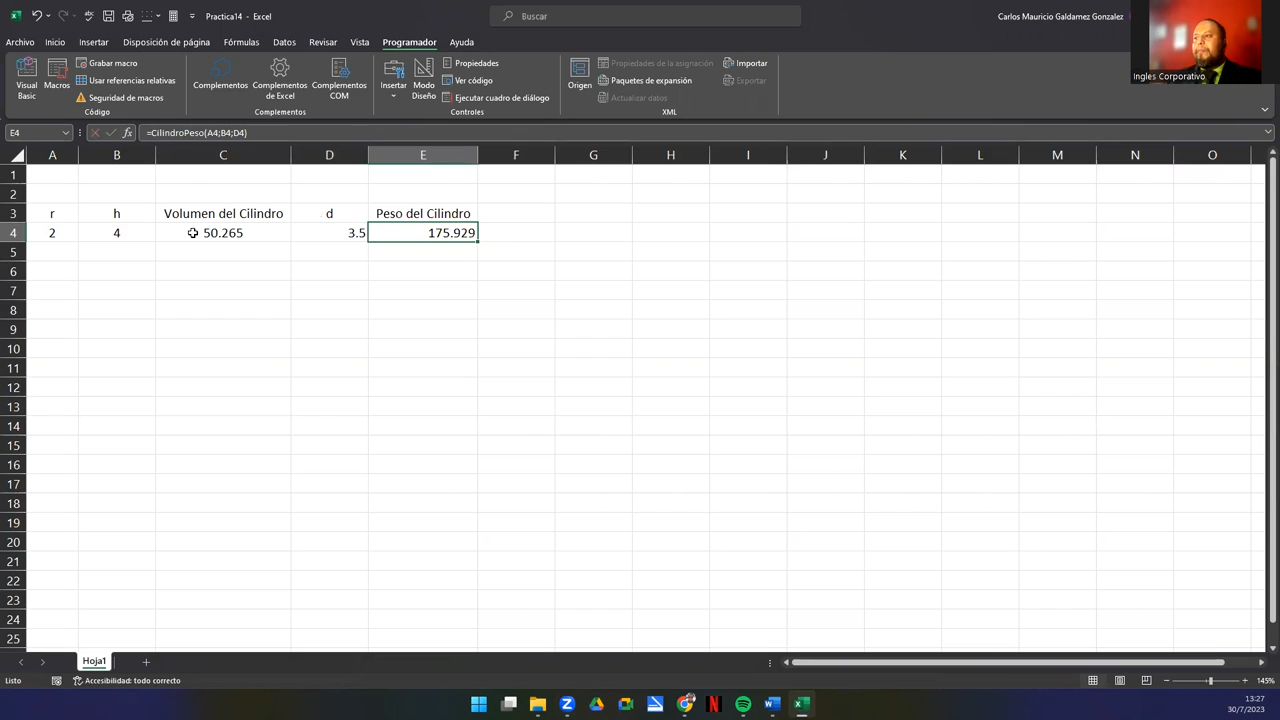 Practica14 - Excel
Buscar
Carlos Mauricio Galdamez Gonzalez
Archivo Inicio Insertar Disposición de página Fórmulas Datos Revisar Vista Programador Ayuda
Ingles Corporativo
Visual Basic
Macros
Grabar macro
Usar referencias relativas
Seguridad de macros
Código
Complementos
Complementos de Excel
Complementos COM
Complementos
Insertar
Modo Diseño
Propiedades
Ver código
Ejecutar cuadro de diálogo
Controles
Origen
Propiedades de la asignación
Paquetes de expansión
Actualizar datos
Importar
Exportar
XML
E4
=CilindroPeso(A4;B4;D4)
A B C D E F G H I J K L M N O
1
2
3 r h Volumen del Cilindro d Peso del Cilindro
4 2 4 50.265 3.5 175.929
5
6
7
8
9
10
11
12
13
14
15
16
17
18
19
20
21
22
23
24
25
Hoja1
Listo
Accesibilidad: todo correcto
145%
13:27
30/7/2023